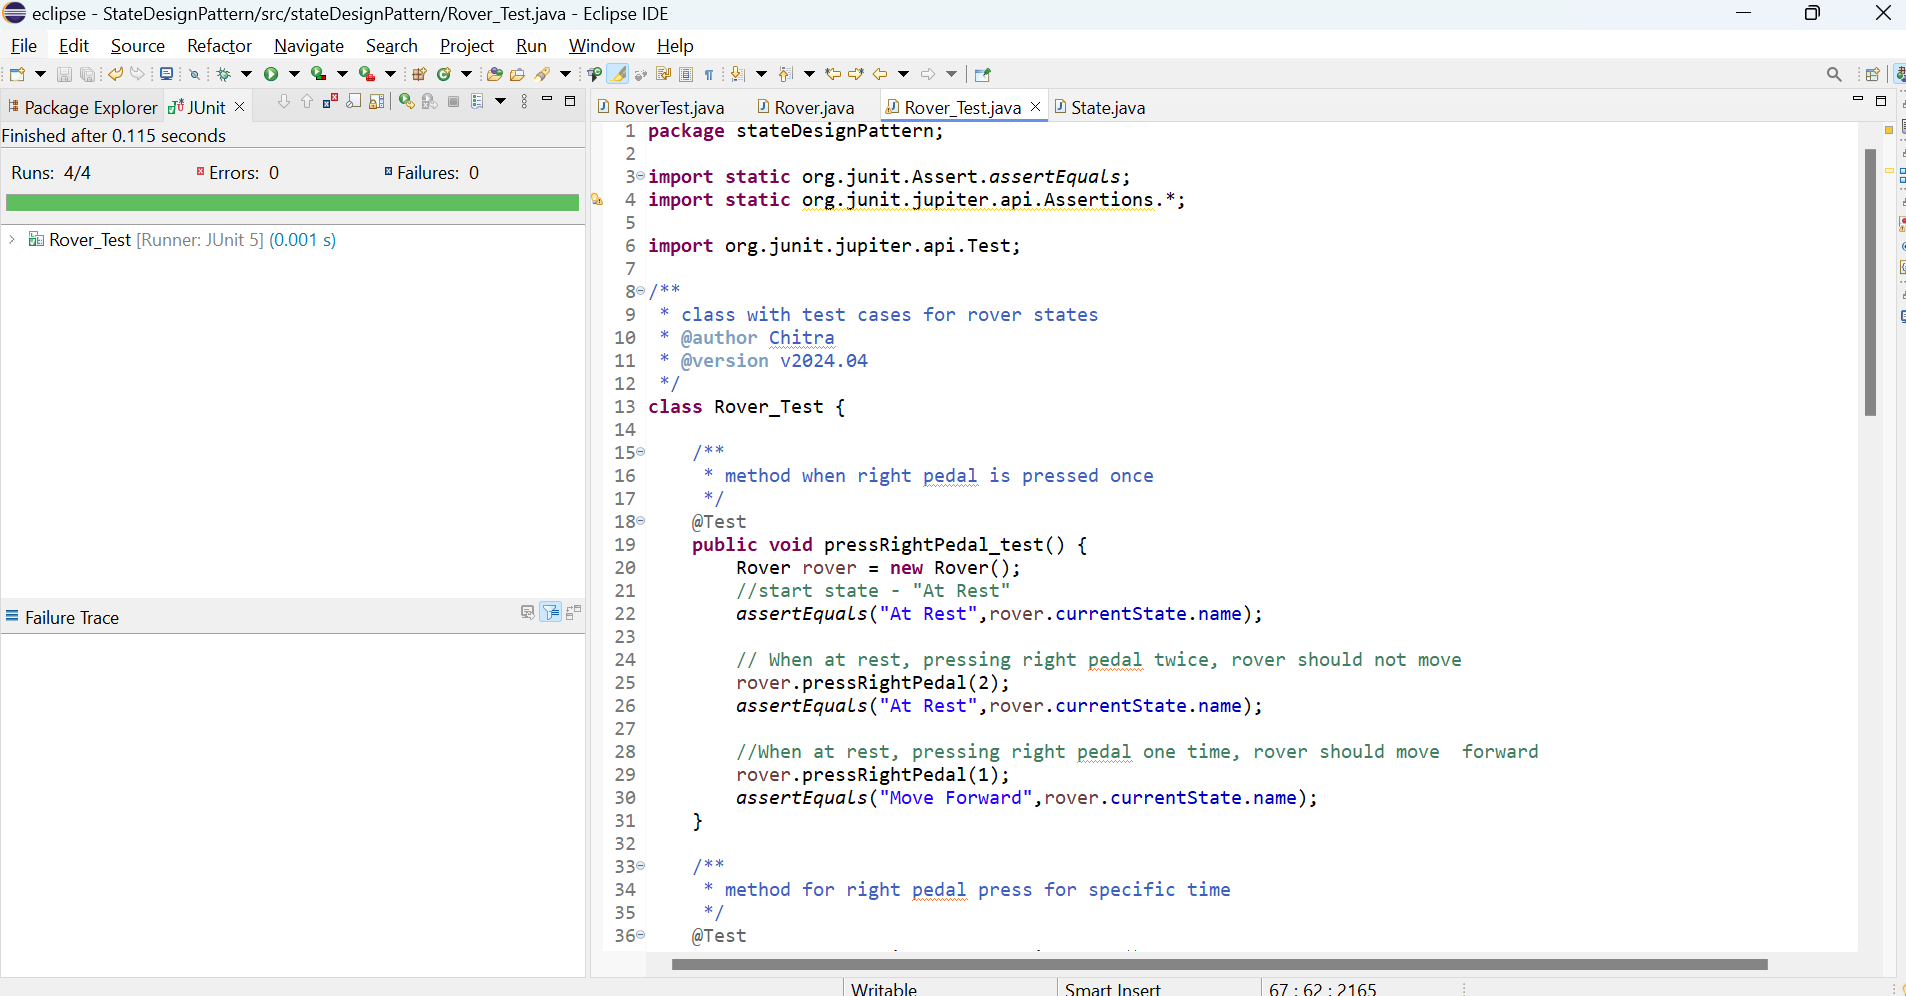 eclipse - StateDesignPattern/src/stateDesignPattern/Rover_Test.java - Eclipse IDE
File Edit Source Refactor Navigate Search Project Run Window Help
Package Explorer JUnit
RoverTest.java Rover.java Rover_Test.java State.java
Finished after 0.115 seconds
Runs: 4/4 Errors: 0 Failures: 0
Rover_Test [Runner: JUnit 5] (0.001 s)
Failure Trace
1 package stateDesignPattern;
2
3 import static org.junit.Assert.assertEquals;
4 import static org.junit.jupiter.api.Assertions.*;
5
6 import org.junit.jupiter.api.Test;
7
8 /**
9 * class with test cases for rover states
10 * @author Chitra
11 * @version v2024.04
12 */
13 class Rover_Test {
14
15 /**
16 * method when right pedal is pressed once
17 */
18 @Test
19 public void pressRightPedal_test() {
20 Rover rover = new Rover();
21 //start state - "At Rest"
22 assertEquals("At Rest",rover.currentState.name);
23
24 // When at rest, pressing right pedal twice, rover should not move
25 rover.pressRightPedal(2);
26 assertEquals("At Rest",rover.currentState.name);
27
28 //When at rest, pressing right pedal one time, rover should move  forward
29 rover.pressRightPedal(1);
30 assertEquals("Move Forward",rover.currentState.name);
31 }
32
33 /**
34 * method for right pedal press for specific time
35 */
36 @Test
Writable Smart Insert 67 : 62 : 2165